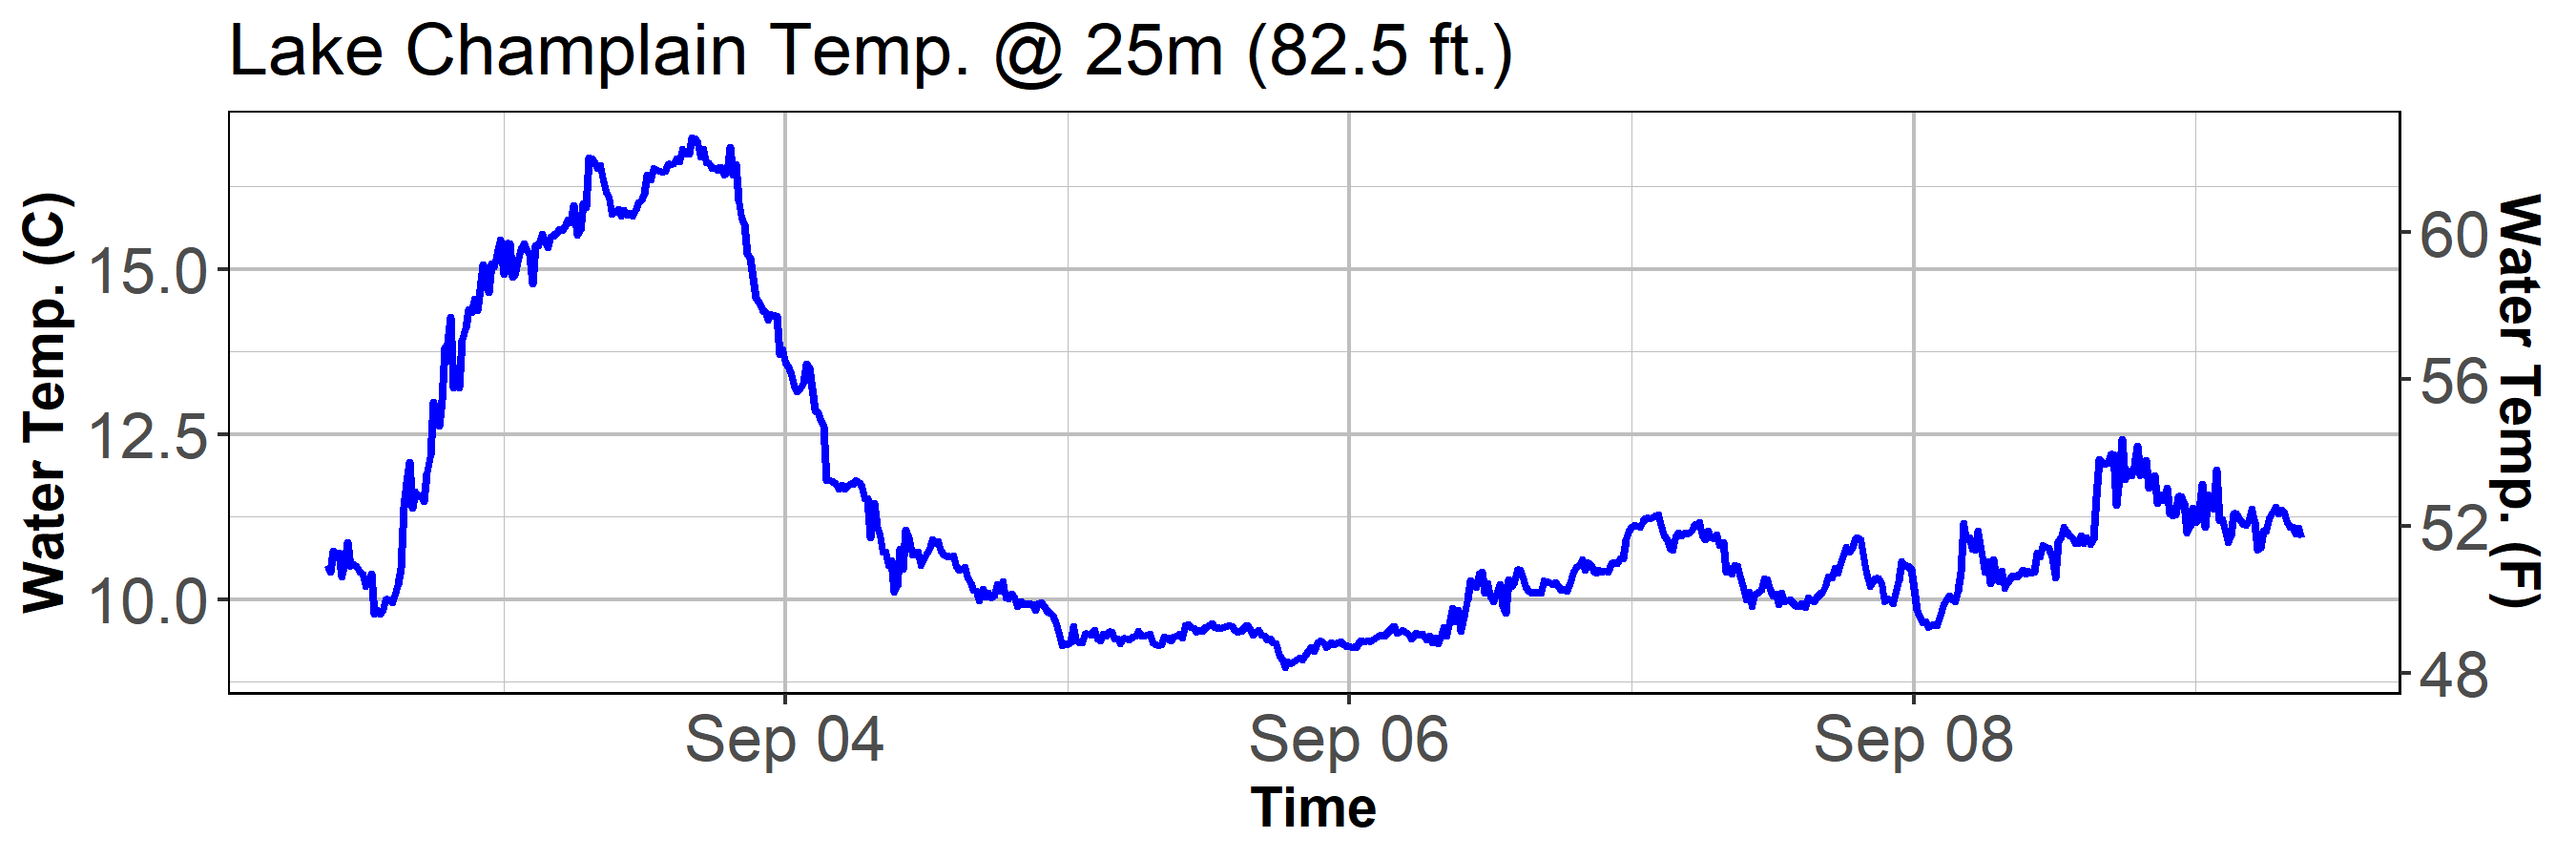 Lake Champlain Temp. @ 25m (82.5 ft.)
Water Temp. (C)
15.0
12.5
10.0
60
56
52
48
Water Temp. (F)
Sep 04
Sep 06
Sep 08
Time